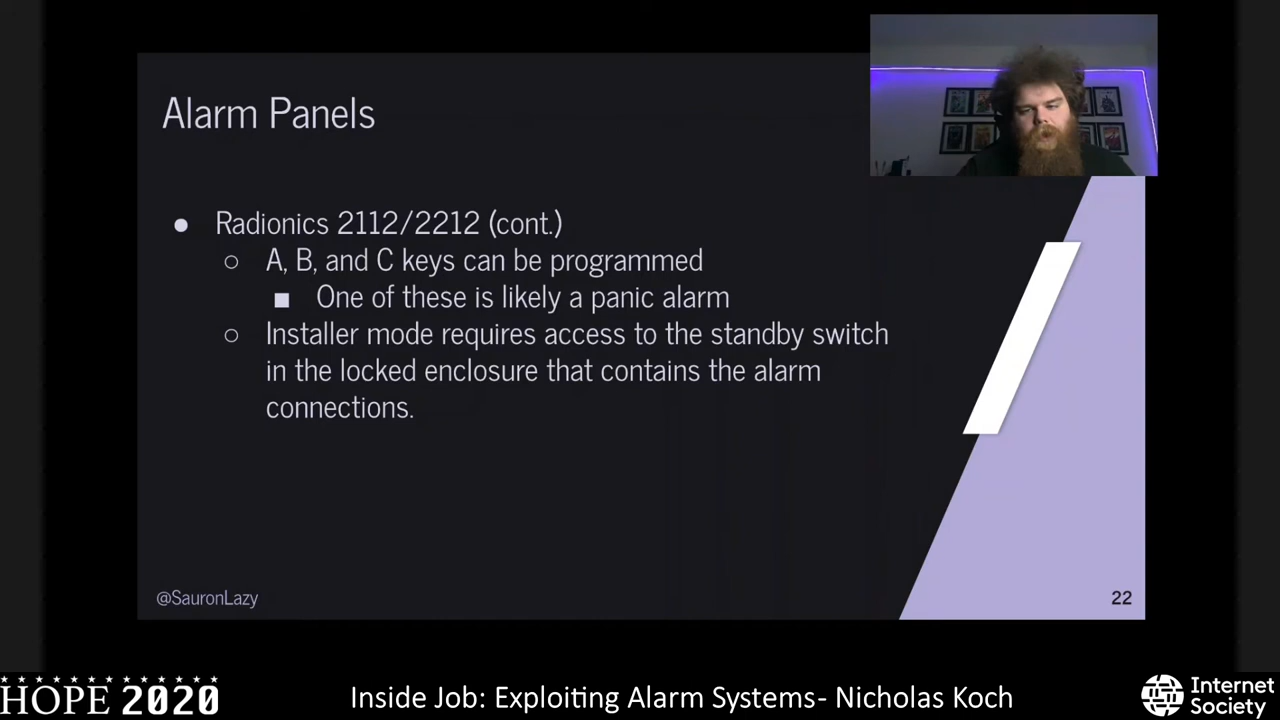 Alarm Panels
● Radionics 2112/2212 (cont.)
○ A, B, and C keys can be programmed
■ One of these is likely a panic alarm
○ Installer mode requires access to the standby switch
in the locked enclosure that contains the alarm
connections.
@SauronLazy
22
HOPE 2020
Inside Job: Exploiting Alarm Systems- Nicholas Koch
Internet
Society